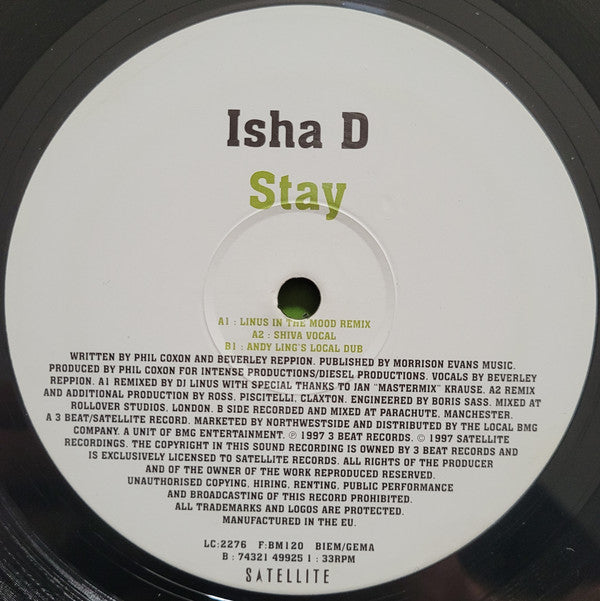 Isha D
Stay
A1 : LINUS IN THE MOOD REMIX
A2 : SHIVA VOCAL
B1 : ANDY LING'S LOCAL DUB
WRITTEN BY PHIL COXON AND BEVERLEY REPPION. PUBLISHED BY MORRISON EVANS MUSIC.
PRODUCED BY PHIL COXON FOR INTENSE PRODUCTIONS/DIESEL PRODUCTIONS. VOCALS BY BEVERLEY
REPPION. A1 REMIXED BY DJ LINUS WITH SPECIAL THANKS TO JAN "MASTERMIX" KRAUSE. A2 REMIX
AND ADDITIONAL PRODUCTION BY ROSS. PISCITELLI. CLAXTON. ENGINEERED BY BORIS SASS. MIXED AT
ROLLOVER STUDIOS, LONDON. B SIDE RECORDED AND MIXED AT PARACHUTE, MANCHESTER.
A 3 BEAT/SATELLITE RECORD. MARKETED BY NORTHWESTSIDE AND DISTRIBUTED BY THE LOCAL BMG
COMPANY. A UNIT OF BMG ENTERTAINMENT. ℗ 1997 3 BEAT RECORDS. © 1997 SATELLITE
RECORDINGS. THE COPYRIGHT IN THIS SOUND RECORDING IS OWNED BY 3 BEAT RECORDS AND
IS EXCLUSIVELY LICENSED TO SATELLITE RECORDS. ALL RIGHTS OF THE PRODUCER
AND OF THE OWNER OF THE WORK REPRODUCED RESERVED.
UNAUTHORISED COPYING, HIRING, RENTING, PUBLIC PERFORMANCE
AND BROADCASTING OF THIS RECORD PROHIBITED.
ALL TRADEMARKS AND LOGOS ARE PROTECTED.
MANUFACTURED IN THE EU.
LC:2276 F:BM120 BIEM/GEMA
B : 74321 49925 1 : 33RPM
SATELLITE